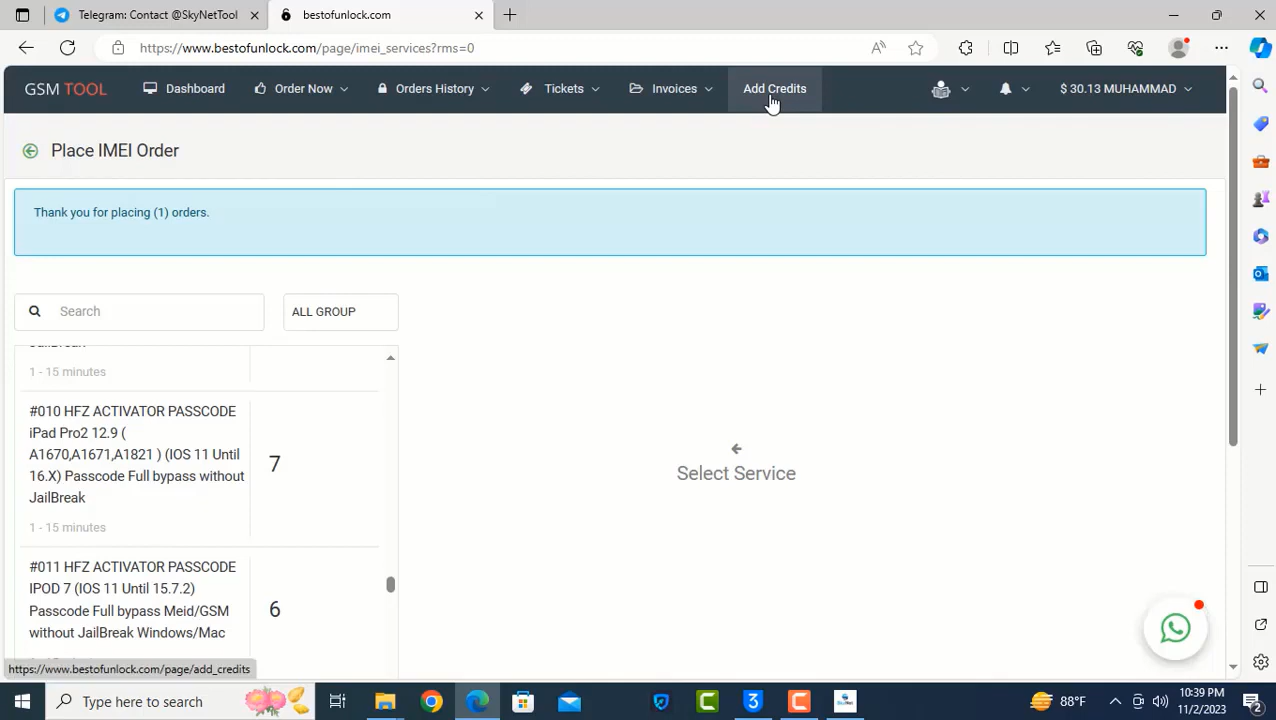 Telegram: Contact @SkyNetTool
bestofunlock.com
https://www.bestofunlock.com/page/imei_services?rms=0
GSM TOOL
Dashboard
Order Now
Orders History
Tickets
Invoices
Add Credits
$ 30.13 MUHAMMAD
Place IMEI Order
Thank you for placing (1) orders.
Search
ALL GROUP
JailBreak
1 - 15 minutes
#010 HFZ ACTIVATOR PASSCODE
iPad Pro2 12.9 (
A1670,A1671,A1821 ) (IOS 11 Until
16.X) Passcode Full bypass without
JailBreak
7
1 - 15 minutes
#011 HFZ ACTIVATOR PASSCODE
IPOD 7 (IOS 11 Until 15.7.2)
Passcode Full bypass Meid/GSM
without JailBreak Windows/Mac
6
Select Service
https://www.bestofunlock.com/page/add_credits
Type here to search
88°F
10:39 PM
11/2/2023
2